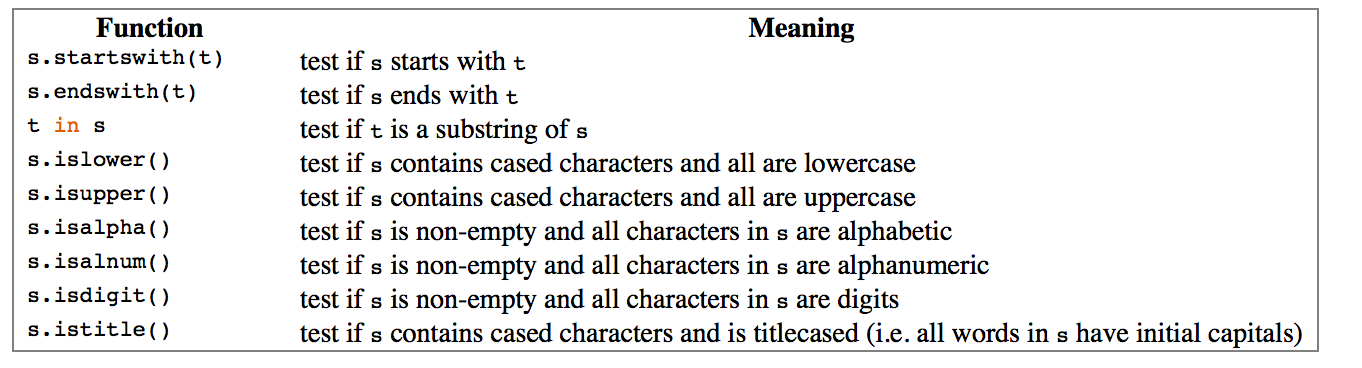 Function Meaning
s.startswith(t) test if s starts with t
s.endswith(t) test if s ends with t
t in s test if t is a substring of s
s.islower() test if s contains cased characters and all are lowercase
s.isupper() test if s contains cased characters and all are uppercase
s.isalpha() test if s is non-empty and all characters in s are alphabetic
s.isalnum() test if s is non-empty and all characters in s are alphanumeric
s.isdigit() test if s is non-empty and all characters in s are digits
s.istitle() test if s contains cased characters and is titlecased (i.e. all words in s have initial capitals)